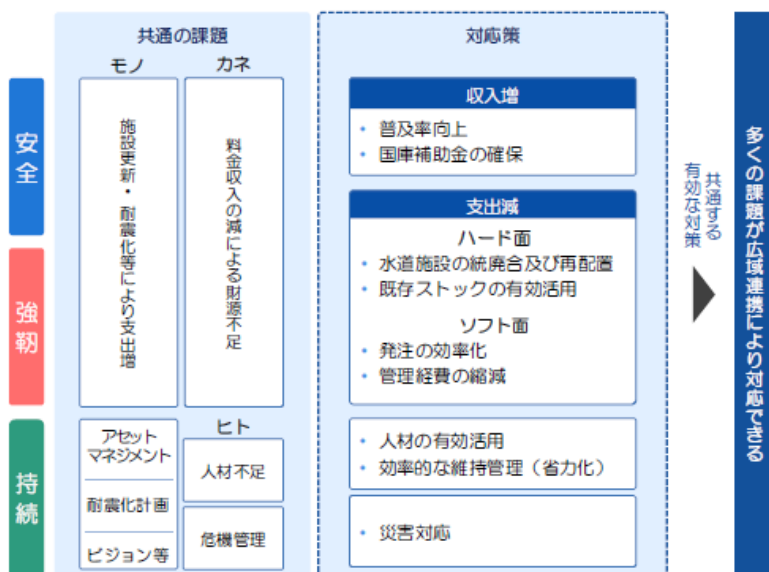 共通の課題
対応策
モノ
カネ
安全
強靭
持続
施設更新・耐震化等により支出増
料金収入の減による財源不足
アセット
マネジメント
耐震化計画
ビジョン等
ヒト
人材不足
危機管理
収入増
• 普及率向上
• 国庫補助金の確保
支出減
ハード面
• 水道施設の統廃合及び再配置
• 既存ストックの有効活用
ソフト面
• 発注の効率化
• 管理経費の縮減
• 人材の有効活用
• 効率的な維持管理（省力化）
• 災害対応
共通する
有効な対策
多くの課題が広域連携により対応できる